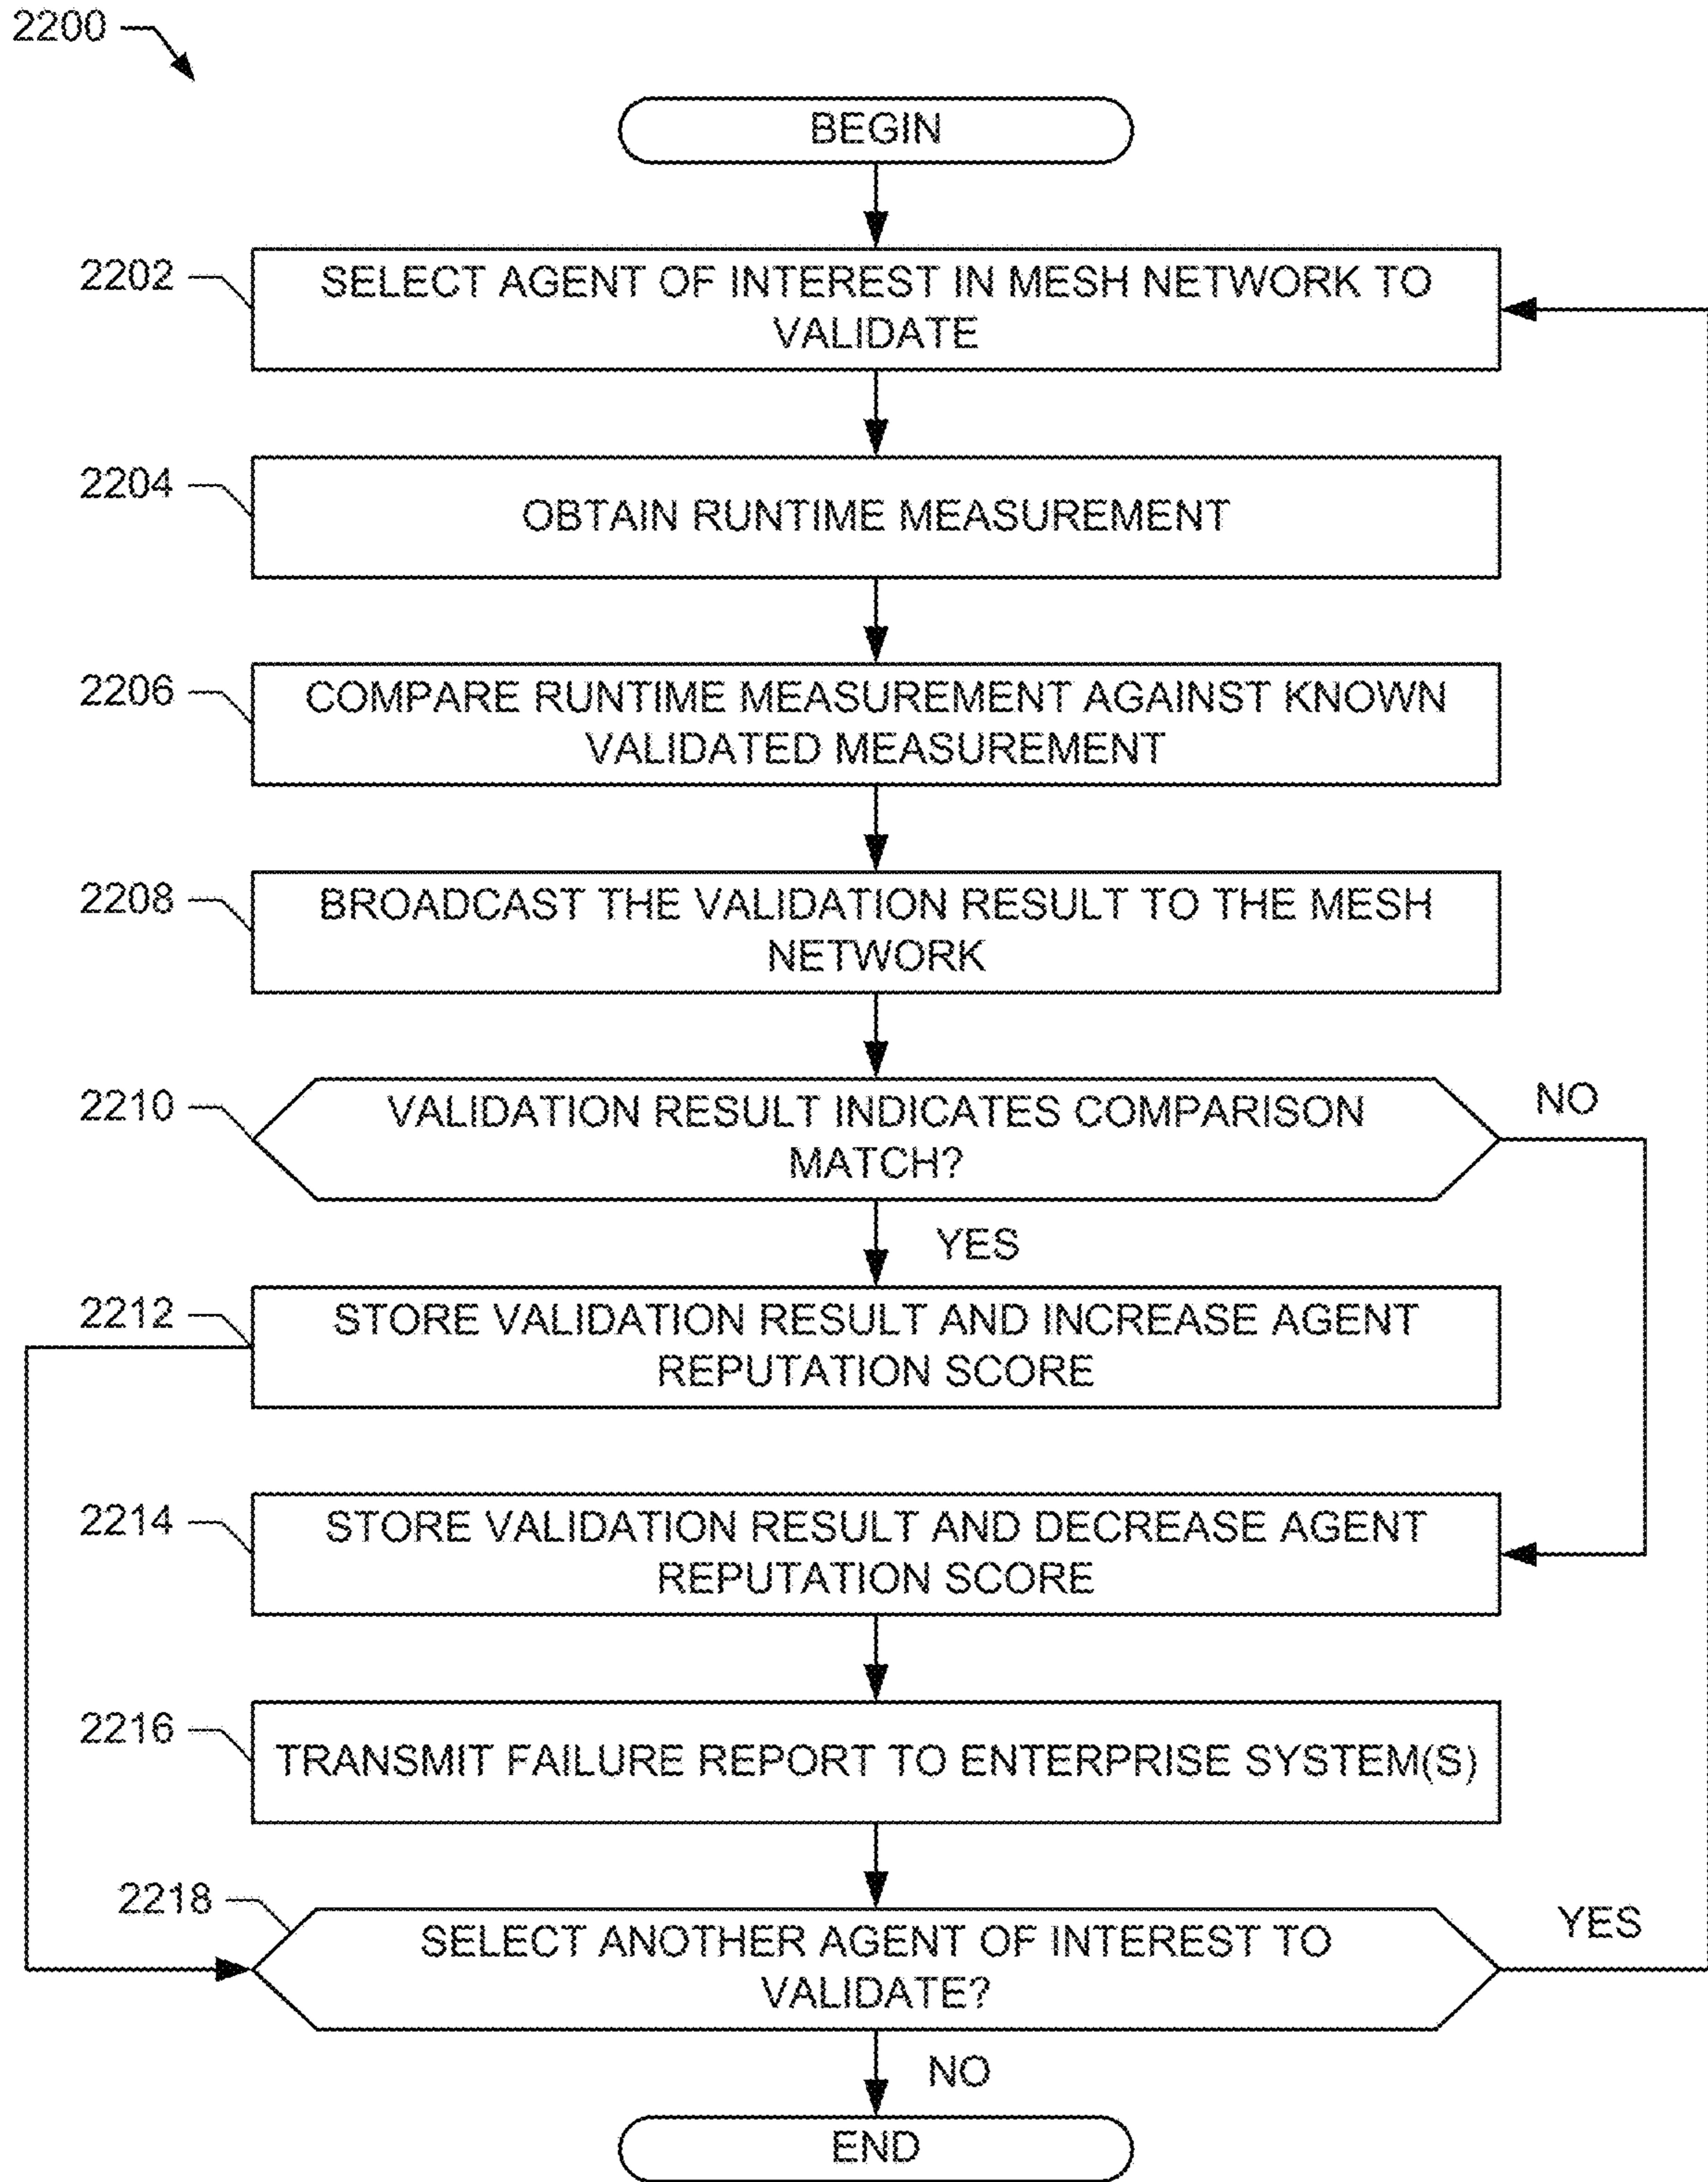 2200
BEGIN
2202
SELECT AGENT OF INTEREST IN MESH NETWORK TO
VALIDATE
2204
OBTAIN RUNTIME MEASUREMENT
2206
COMPARE RUNTIME MEASUREMENT AGAINST KNOWN
VALIDATED MEASUREMENT
2208
BROADCAST THE VALIDATION RESULT TO THE MESH
NETWORK
2210
VALIDATION RESULT INDICATES COMPARISON
MATCH?
NO
YES
2212
STORE VALIDATION RESULT AND INCREASE AGENT
REPUTATION SCORE
2214
STORE VALIDATION RESULT AND DECREASE AGENT
REPUTATION SCORE
2216
TRANSMIT FAILURE REPORT TO ENTERPRISE SYSTEM(S)
2218
SELECT ANOTHER AGENT OF INTEREST TO
VALIDATE?
YES
NO
END